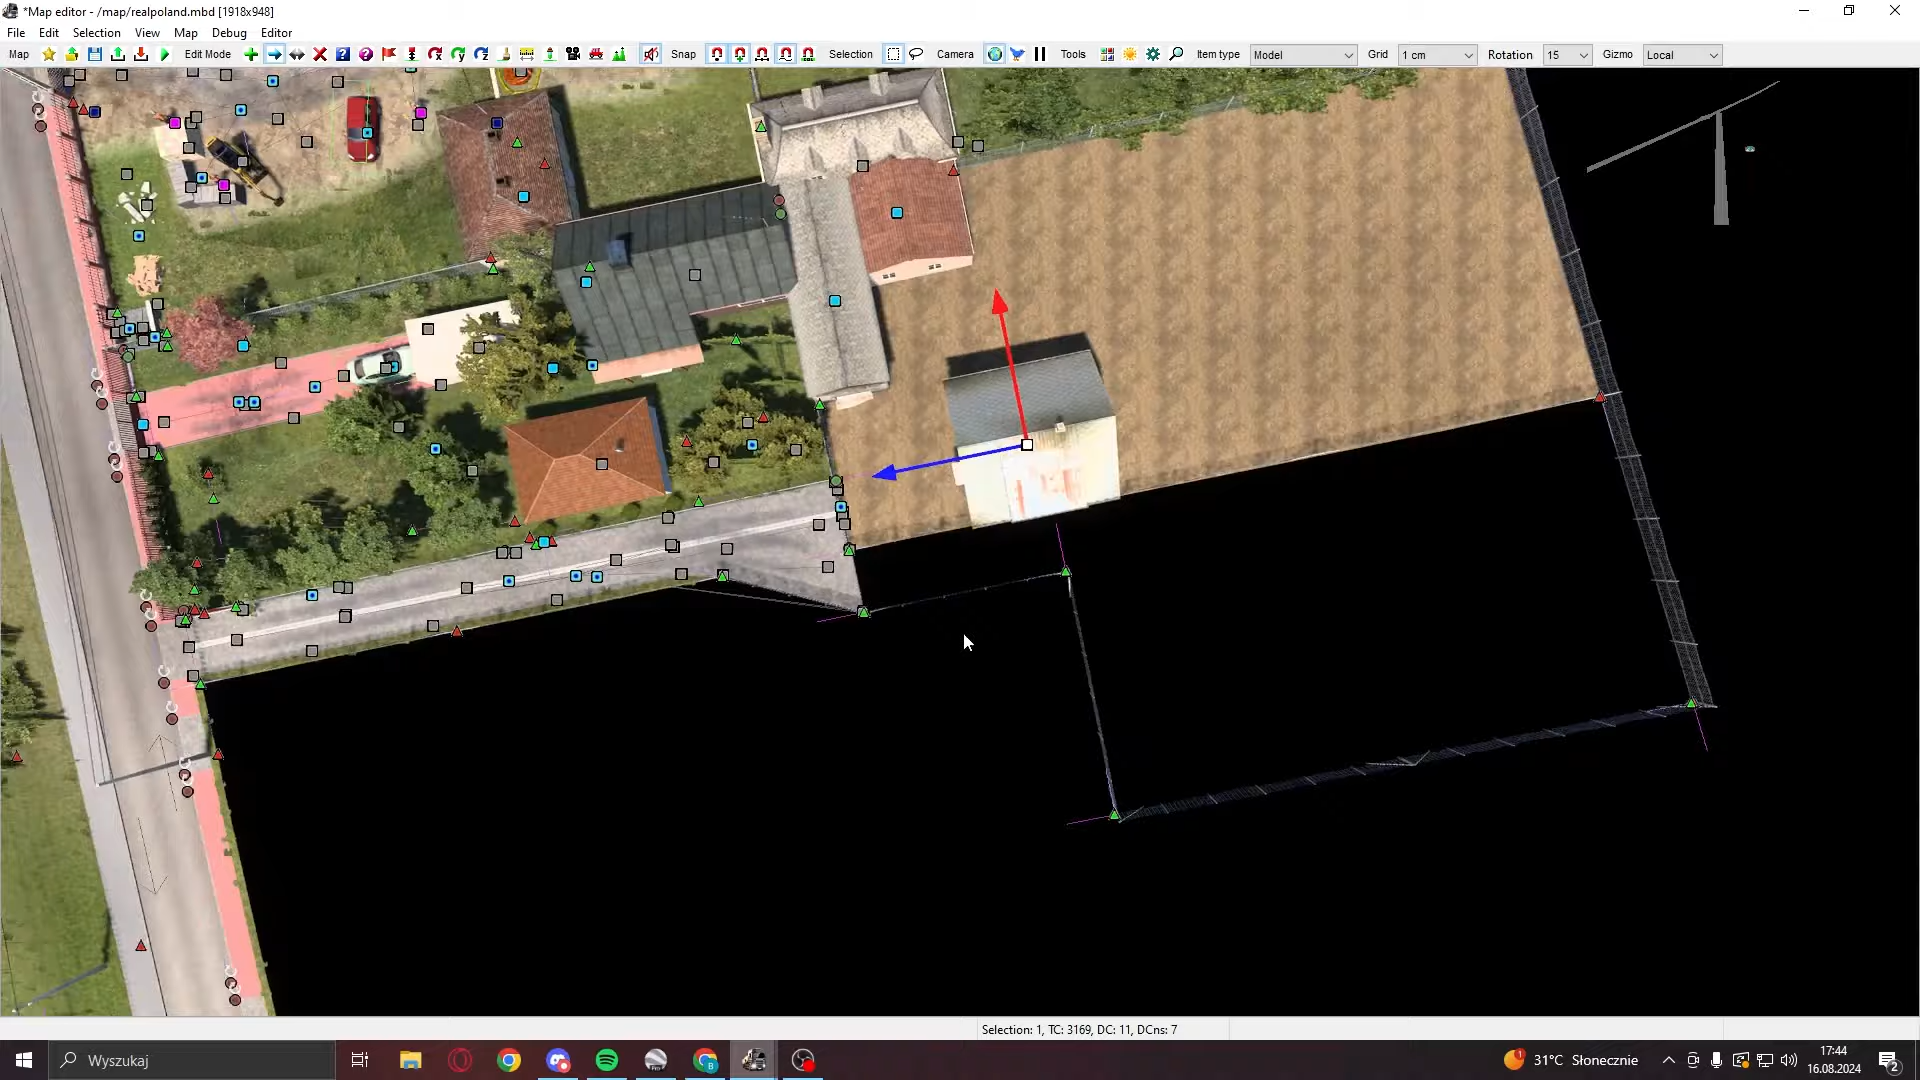 *Map editor - /map/realpoland.mbd [1918x948]
File Edit Selection View Map Debug Editor
Map Edit Mode Snap Selection Camera Tools Item type Model Grid 1 cm Rotation 15 Gizmo Local
Selection: 1, TC: 3169, DC: 11, DCns: 7
Wyszukaj
31°C Słonecznie
17:44
16.08.2024